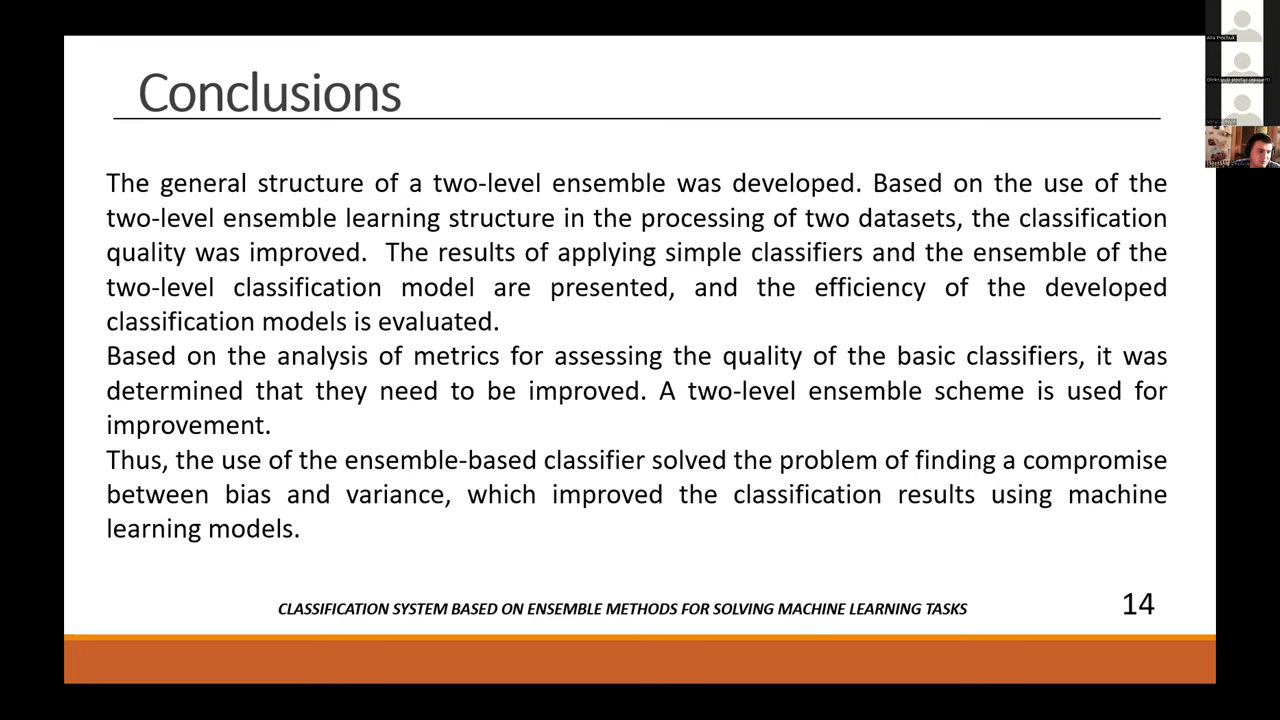 Conclusions
The general structure of a two-level ensemble was developed. Based on the use of the
two-level ensemble learning structure in the processing of two datasets, the classification
quality was improved.  The results of applying simple classifiers and the ensemble of the
two-level classification model are presented, and the efficiency of the developed
classification models is evaluated.
Based on the analysis of metrics for assessing the quality of the basic classifiers, it was
determined that they need to be improved. A two-level ensemble scheme is used for
improvement.
Thus, the use of the ensemble-based classifier solved the problem of finding a compromise
between bias and variance, which improved the classification results using machine
learning models.
CLASSIFICATION SYSTEM BASED ON ENSEMBLE METHODS FOR SOLVING MACHINE LEARNING TASKS
14
Alla Pinchuk